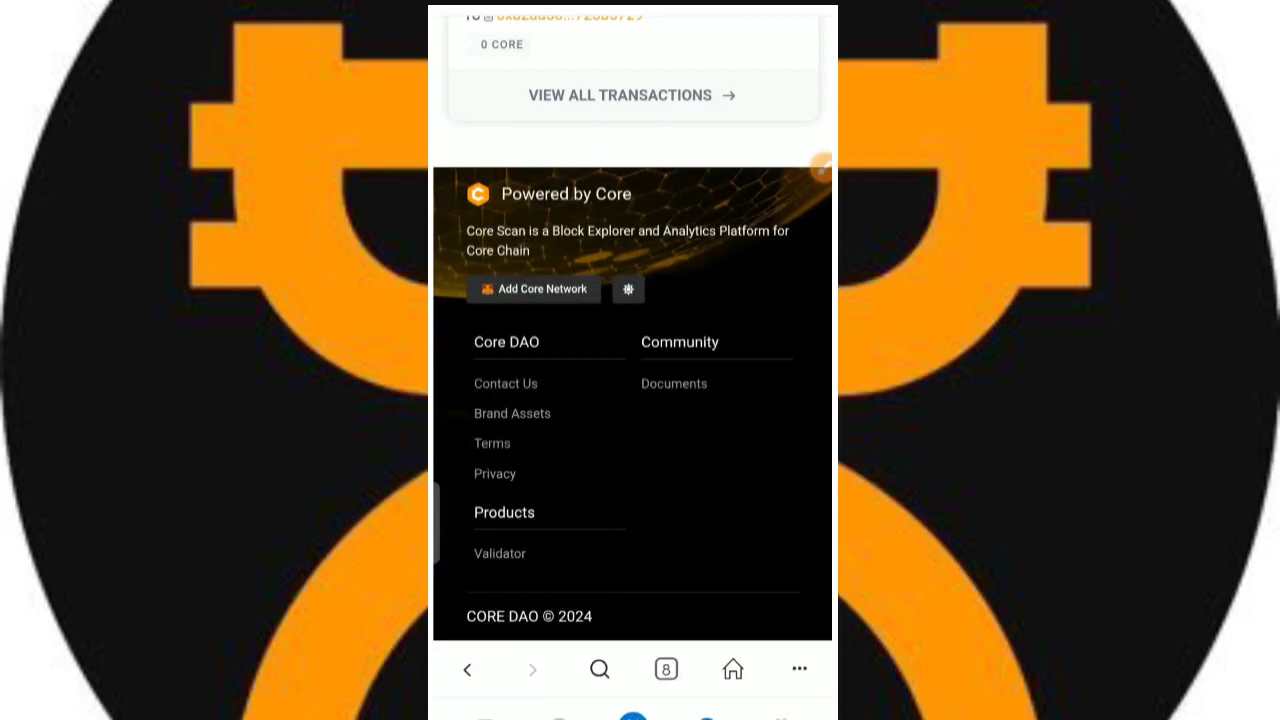 0 CORE
VIEW ALL TRANSACTIONS →
Powered by Core
Core Scan is a Block Explorer and Analytics Platform for
Core Chain
Add Core Network
Core DAO
Community
Contact Us
Documents
Brand Assets
Terms
Privacy
Products
Validator
CORE DAO © 2024
8